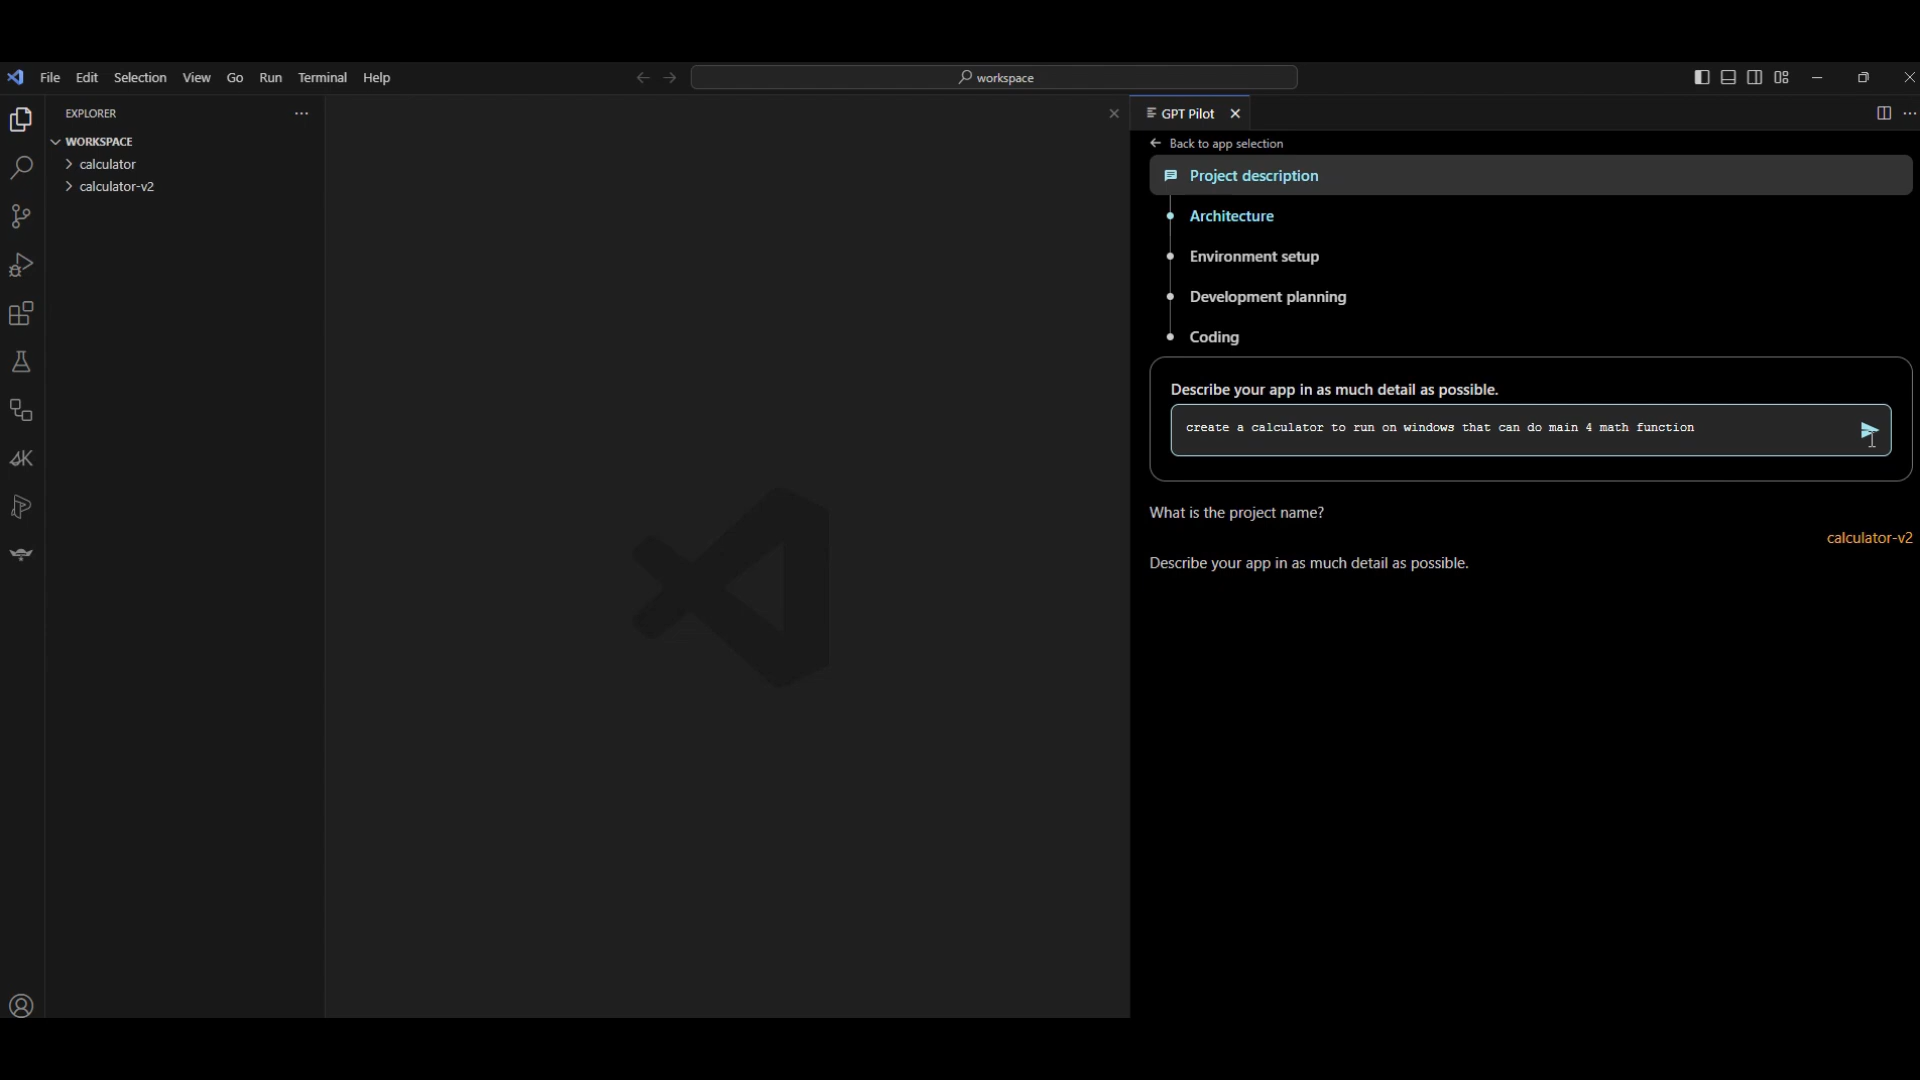 File Edit Selection View Go Run Terminal Help
workspace
EXPLORER
WORKSPACE
calculator
calculator-v2
GPT Pilot
Back to app selection
Project description
Architecture
Environment setup
Development planning
Coding
Describe your app in as much detail as possible.
create a calculator to run on windows that can do main 4 math function
What is the project name?
calculator-v2
Describe your app in as much detail as possible.